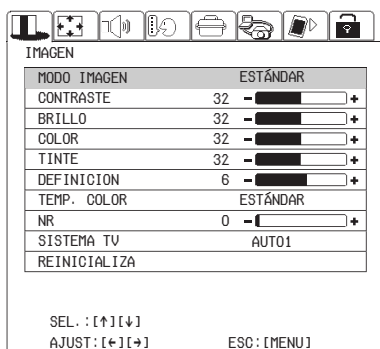 IMAGEN
MODO IMAGEN ESTÁNDAR
CONTRASTE 32 - +
BRILLO 32 - +
COLOR 32 - +
TINTE 32 - +
DEFINICION 6 - +
TEMP. COLOR ESTÁNDAR
NR 0 - +
SISTEMA TV AUTO1
REINICIALIZA
SEL.:[↑][↓]
AJUST:[←][→] ESC:[MENU]